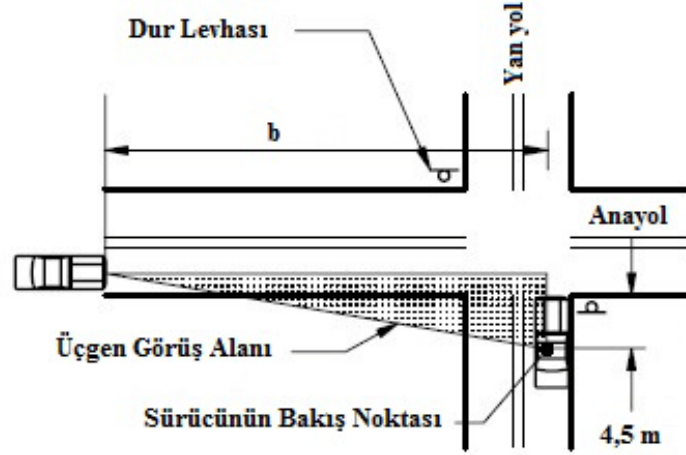 Dur Levhası
Yan yol
b
Anayol
Üçgen Görüş Alanı
Sürücünün Bakış Noktası
4,5 m